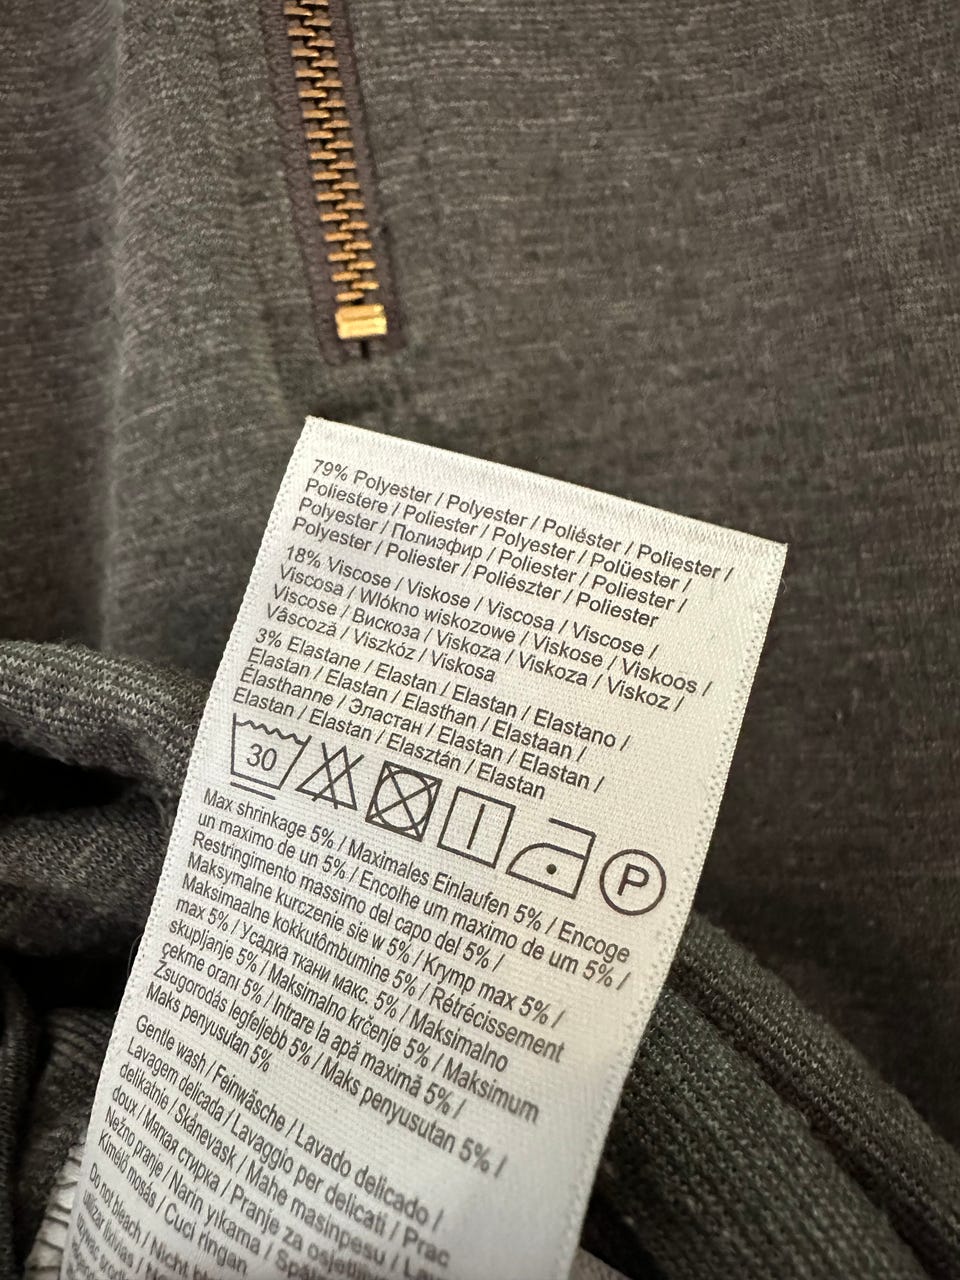 79% Polyester / Polyester / Poliéster / Poliester /
Poliestere / Poliester / Polyester / Polüester /
Polyester / Полиэфир / Poliester / Poliester /
Polyester / Poliester / Poliészter / Poliester
18% Viscose / Viskose / Viscosa / Viscose /
Viscosa / Włókno wiskozowe / Viskose / Viskoos /
Viscose / Вискоза / Viskoza / Viskoza / Viskoz /
Vâscoză / Viszkóz / Viskosa
3% Elastane / Elastan / Elastan / Elastano /
Elastan / Elastan / Elasthan / Elastaan /
Élasthanne / Эластан / Elastan / Elastan /
Elastan / Elastan / Elasztán / Elastan
30 P
Max shrinkage 5% / Maximales Einlaufen 5% / Encoge
un maximo de un 5% / Encolhe um maximo de um 5% /
Restringimento massimo del capo del 5% /
Maksymalne kurczenie sie w 5% / Krymp max 5% /
Maksimaalne kokkutõmbumine 5% / Rétrécissement
max 5% / Усадка ткани макс. 5% / Maksimalno
skupljanje 5% / Maksimalno krčenje 5% / Maksimum
çekme oranı 5% / Intrare la apă maximă 5% /
Zsugorodás legfeljebb 5% / Maks penyusutan 5% /
Maks penyusutan 5%
Gentle wash / Feinwäsche / Lavado delicado /
Lavagem delicada / Lavaggio per delicati / Prac
delikatnie / Skånevask / Mahe masinpesu /
doux / Мягкая стирка / Pranje za osjetljivo
Nežno pranje / Narin yıkama /
Kímélő mosás / Cuci ringan
Do not bleach / Nicht